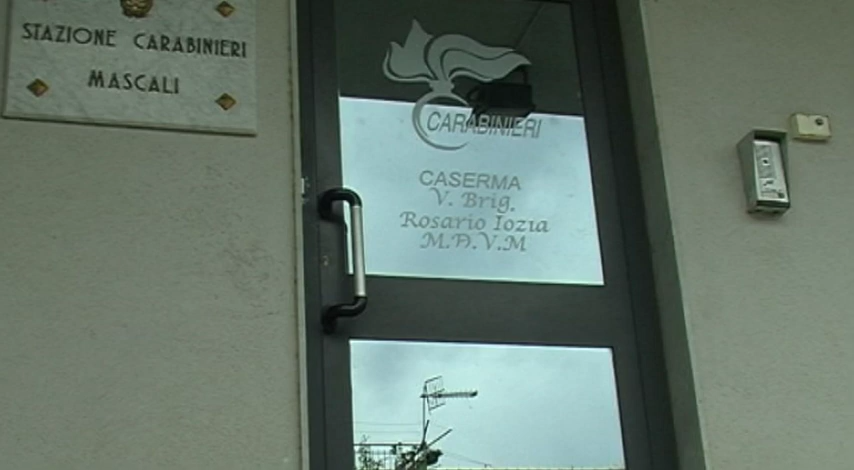 STAZIONE CARABINIERI
MASCALI
CARABINIERI
CASERMA
V. Brig.
Rosario Iozia
M.D.V.M